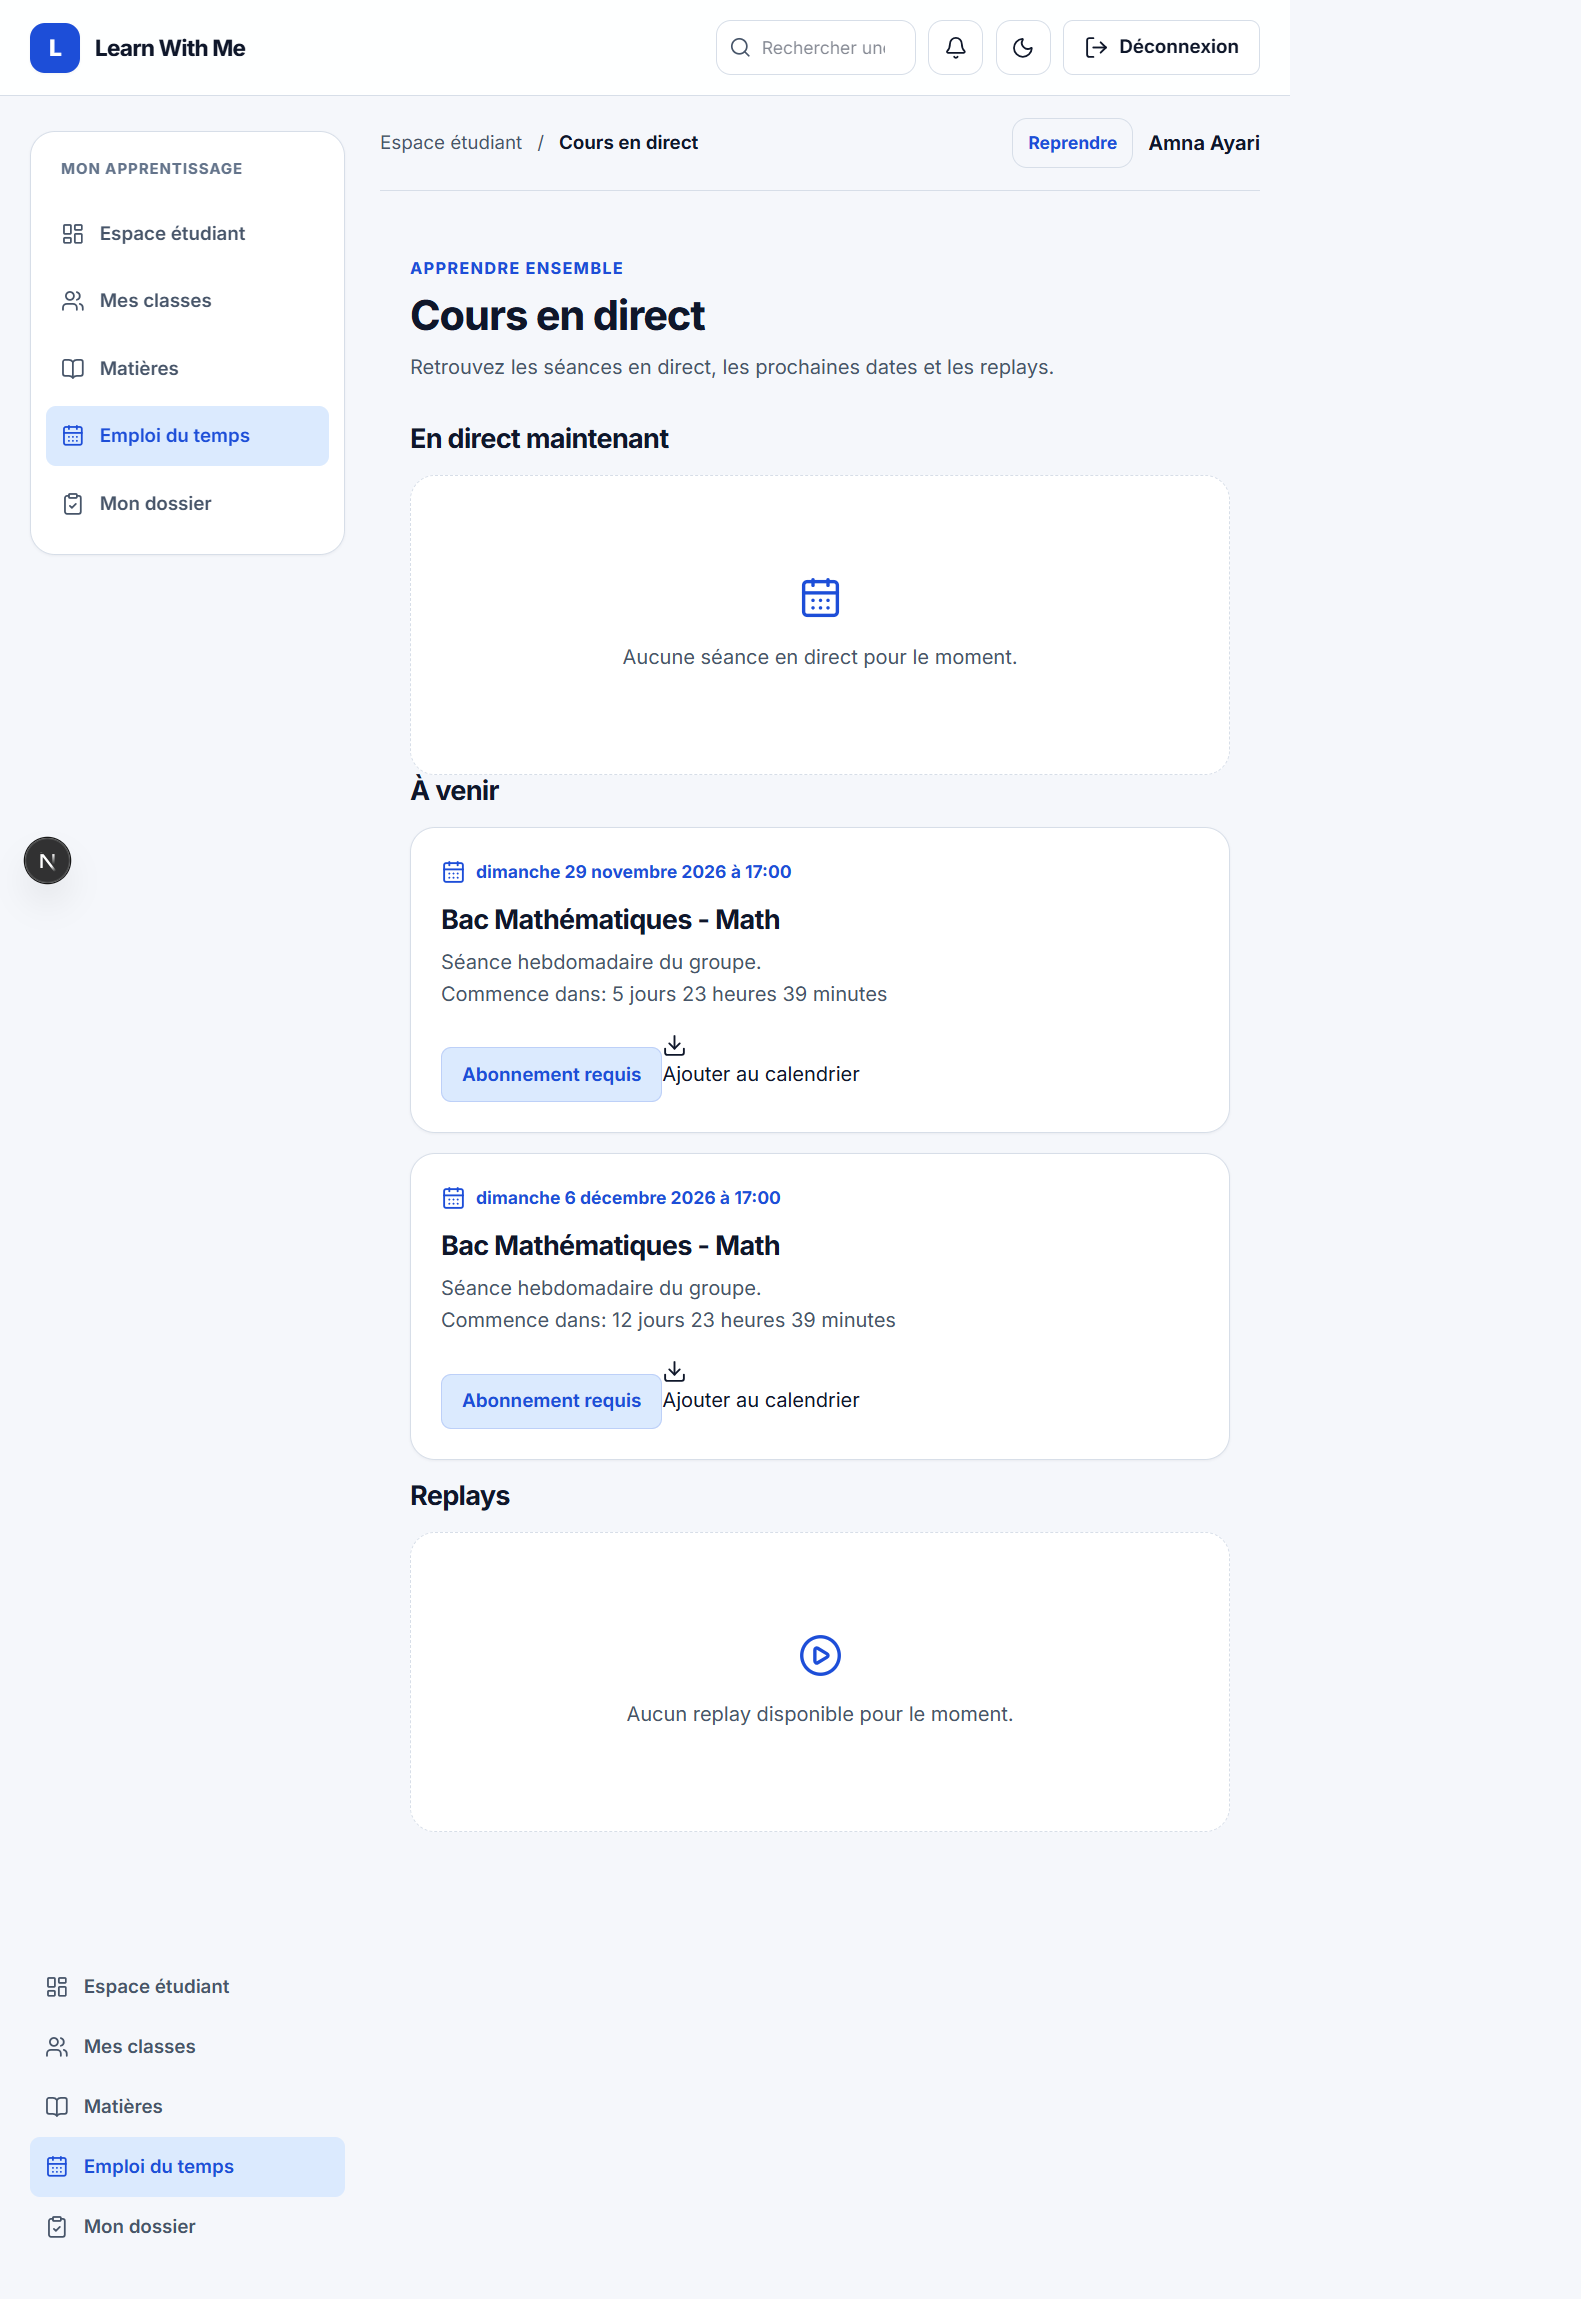 L Learn With Me
Rechercher un
Déconnexion
Espace étudiant / Cours en direct
Reprendre
Amna Ayari
MON APPRENTISSAGE
Espace étudiant
Mes classes
Matières
Emploi du temps
Mon dossier
APPRENDRE ENSEMBLE
Cours en direct
Retrouvez les séances en direct, les prochaines dates et les replays.
En direct maintenant
Aucune séance en direct pour le moment.
À venir
dimanche 29 novembre 2026 à 17:00
Bac Mathématiques - Math
Séance hebdomadaire du groupe.
Commence dans: 5 jours 23 heures 39 minutes
Abonnement requis
Ajouter au calendrier
dimanche 6 décembre 2026 à 17:00
Bac Mathématiques - Math
Séance hebdomadaire du groupe.
Commence dans: 12 jours 23 heures 39 minutes
Abonnement requis
Ajouter au calendrier
Replays
Aucun replay disponible pour le moment.
N
Espace étudiant
Mes classes
Matières
Emploi du temps
Mon dossier